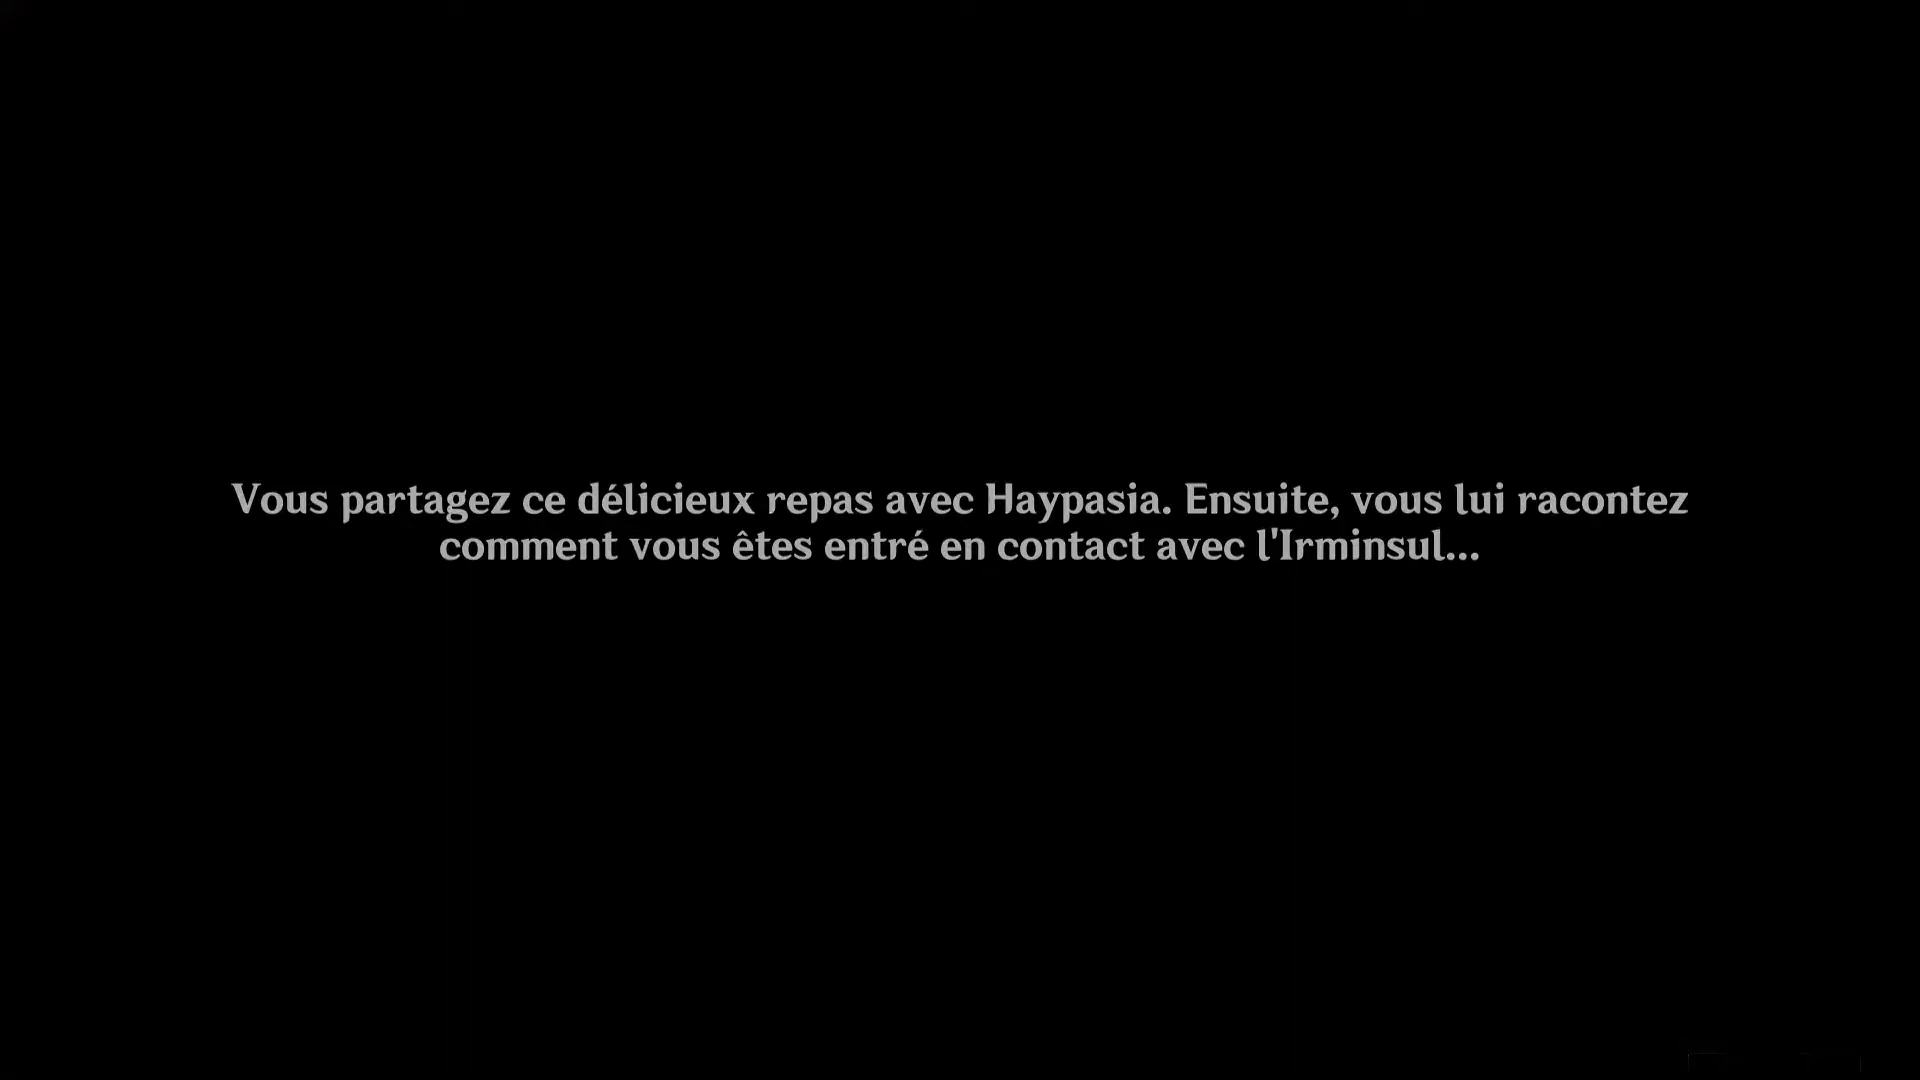 Vous partagez ce délicieux repas avec Haypasia. Ensuite, vous lui racontez
comment vous êtes entré en contact avec l'Irminsul...